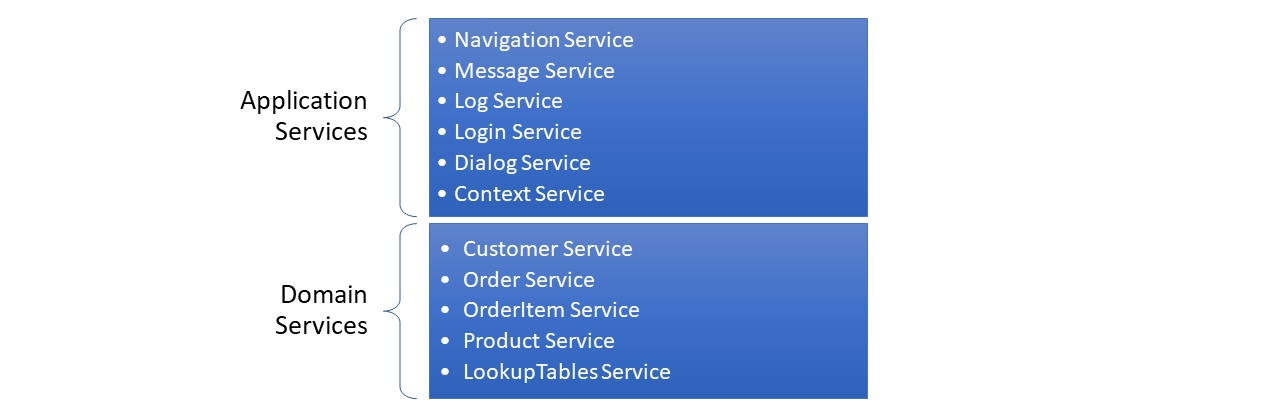 Application
Services
• Navigation Service
• Message Service
• Log Service
• Login Service
• Dialog Service
• Context Service
Domain
Services
• Customer Service
• Order Service
• OrderItem Service
• Product Service
• LookupTables Service